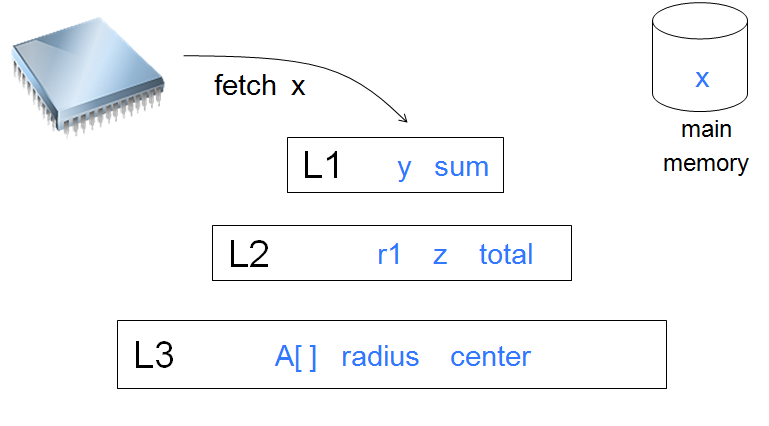 fetch x
x
main
memory
L1 y sum
L2 r1 z total
L3 A[ ] radius center